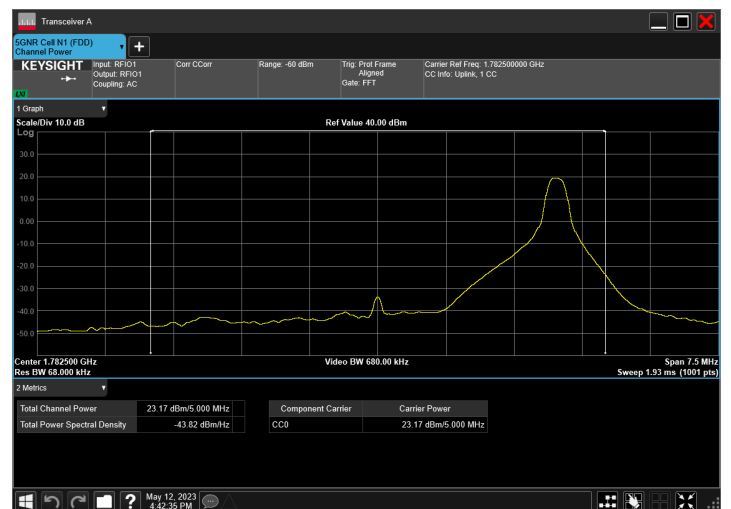 Transceiver A
5GNR Cell N1 (FDD)
Channel Power
KEYSIGHT
LXI
Input: RFIO1
Output: RFIO1
Coupling: AC
Corr CCorr
Range: -60 dBm
Trig: Prot Frame
Aligned
Gate: FFT
Carrier Ref Freq: 1.782500000 GHz
CC Info: Uplink, 1 CC
1 Graph
Scale/Div 10.0 dB
Ref Value 40.00 dBm
Log
30.0
20.0
10.0
0.00
-10.0
-20.0
-30.0
-40.0
-50.0
Center 1.782500 GHz
Video BW 680.00 kHz
Span 7.5 MHz
Res BW 68.000 kHz
Sweep 1.93 ms (1001 pts)
2 Metrics
Total Channel Power 23.17 dBm/5.000 MHz
Total Power Spectral Density -43.82 dBm/Hz
Component Carrier Carrier Power
CC0 23.17 dBm/5.000 MHz
?
May 12, 2023
4:42:35 PM